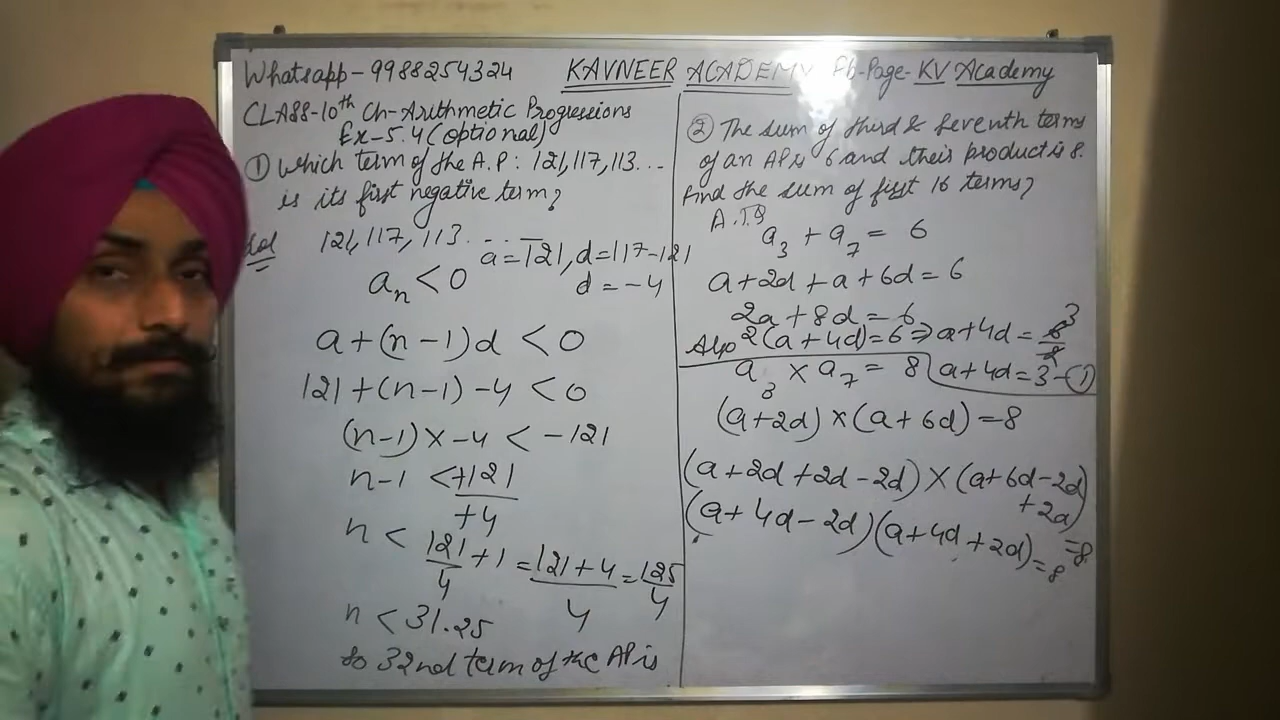 Whatsapp-9988254324 KAVNEER ACADEMY Fb-Page-KV Academy
CLASS-10th Ch-Arithmetic Progressions
Ex-5.4(optional)
① Which term of the A.P: 121,117,113...
is its first negative term?
Sol 121,117,113....
a=121,d=117-121
an<0 d=-4
a+(n-1)d<0
121+(n-1)-4<0
(n-1)x-4<-121
n-1<+121/+4
n<121/4+1=121+4/4=125/4
n<31.25
so 32nd term of the AP is
② The sum of third & seventh terms
of an AP is 6 and their product is 8.
find the sum of first 16 terms?
A.T.Q
a3+a7=6
a+2d+a+6d=6
2a+8d=6
2(a+4d)=6⇒a+4d=6/2 3
Also a3xa7=8 a+4d=3-①
(a+2d)x(a+6d)=8
(a+2d+2d-2d)x(a+6d-2d
+2d)
=8
(a+4d-2d)(a+4d+2d)=8